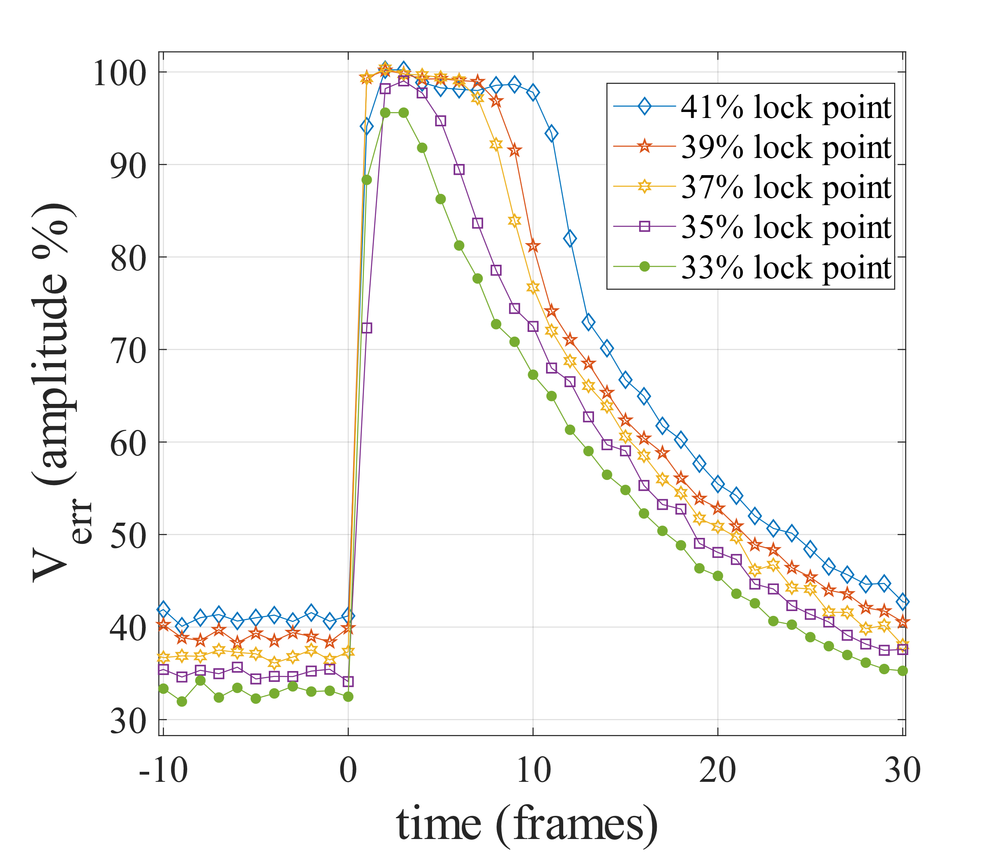 V_err (amplitude %)
100
90
80
70
60
50
40
30
41% lock point
39% lock point
37% lock point
35% lock point
33% lock point
-10 0 10 20 30
time (frames)